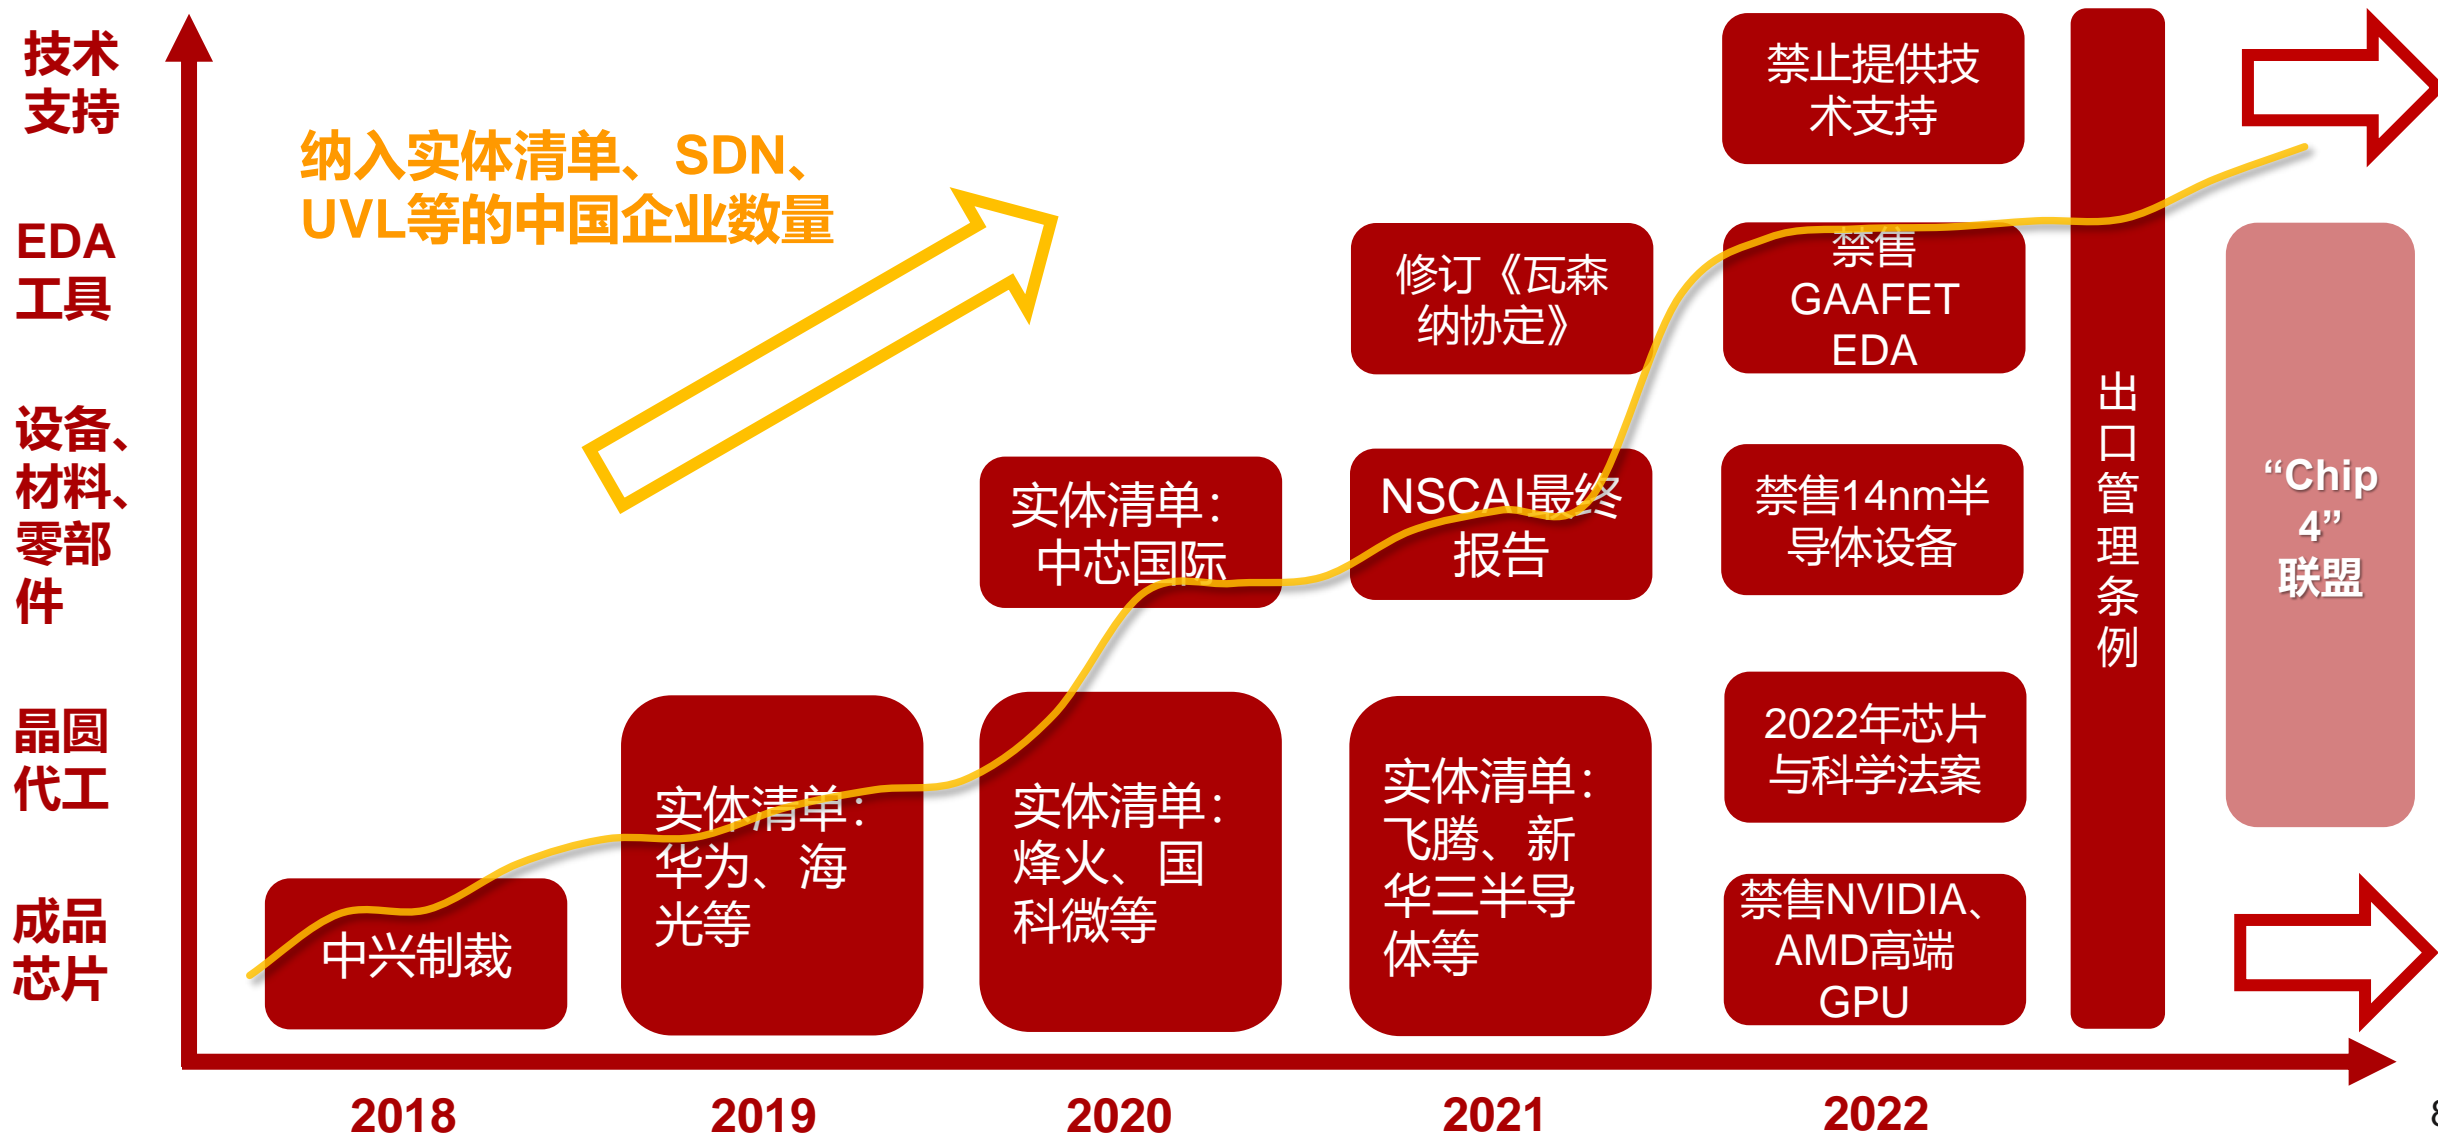 技术
支持
EDA
工具
设备、
材料、
零部
件
晶圆
代工
成品
芯片
纳入实体清单、SDN、
UVL等的中国企业数量
中兴制裁
实体清单：
华为、海
光等
实体清单：
中芯国际
实体清单：
烽火、国
科微等
修订《瓦森
纳协定》
NSCAI最终
报告
实体清单：
飞腾、新
华三半导
体等
禁止提供技
术支持
禁售
GAAFET
EDA
禁售14nm半
导体设备
2022年芯片
与科学法案
禁售NVIDIA、
AMD高端
GPU
出
口
管
理
条
例
“Chip
4”
联盟
2018
2019
2020
2021
2022